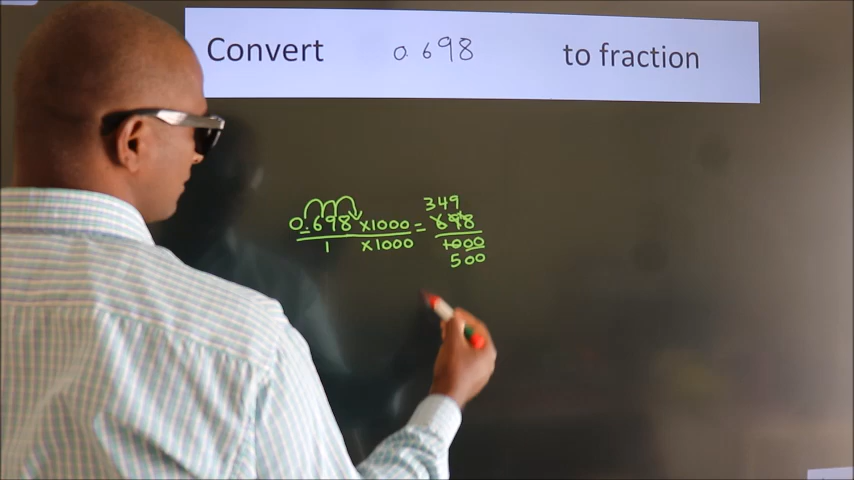 Convert 0.698 to fraction
349
0.698 x1000 = 698
1 x1000 1000
500